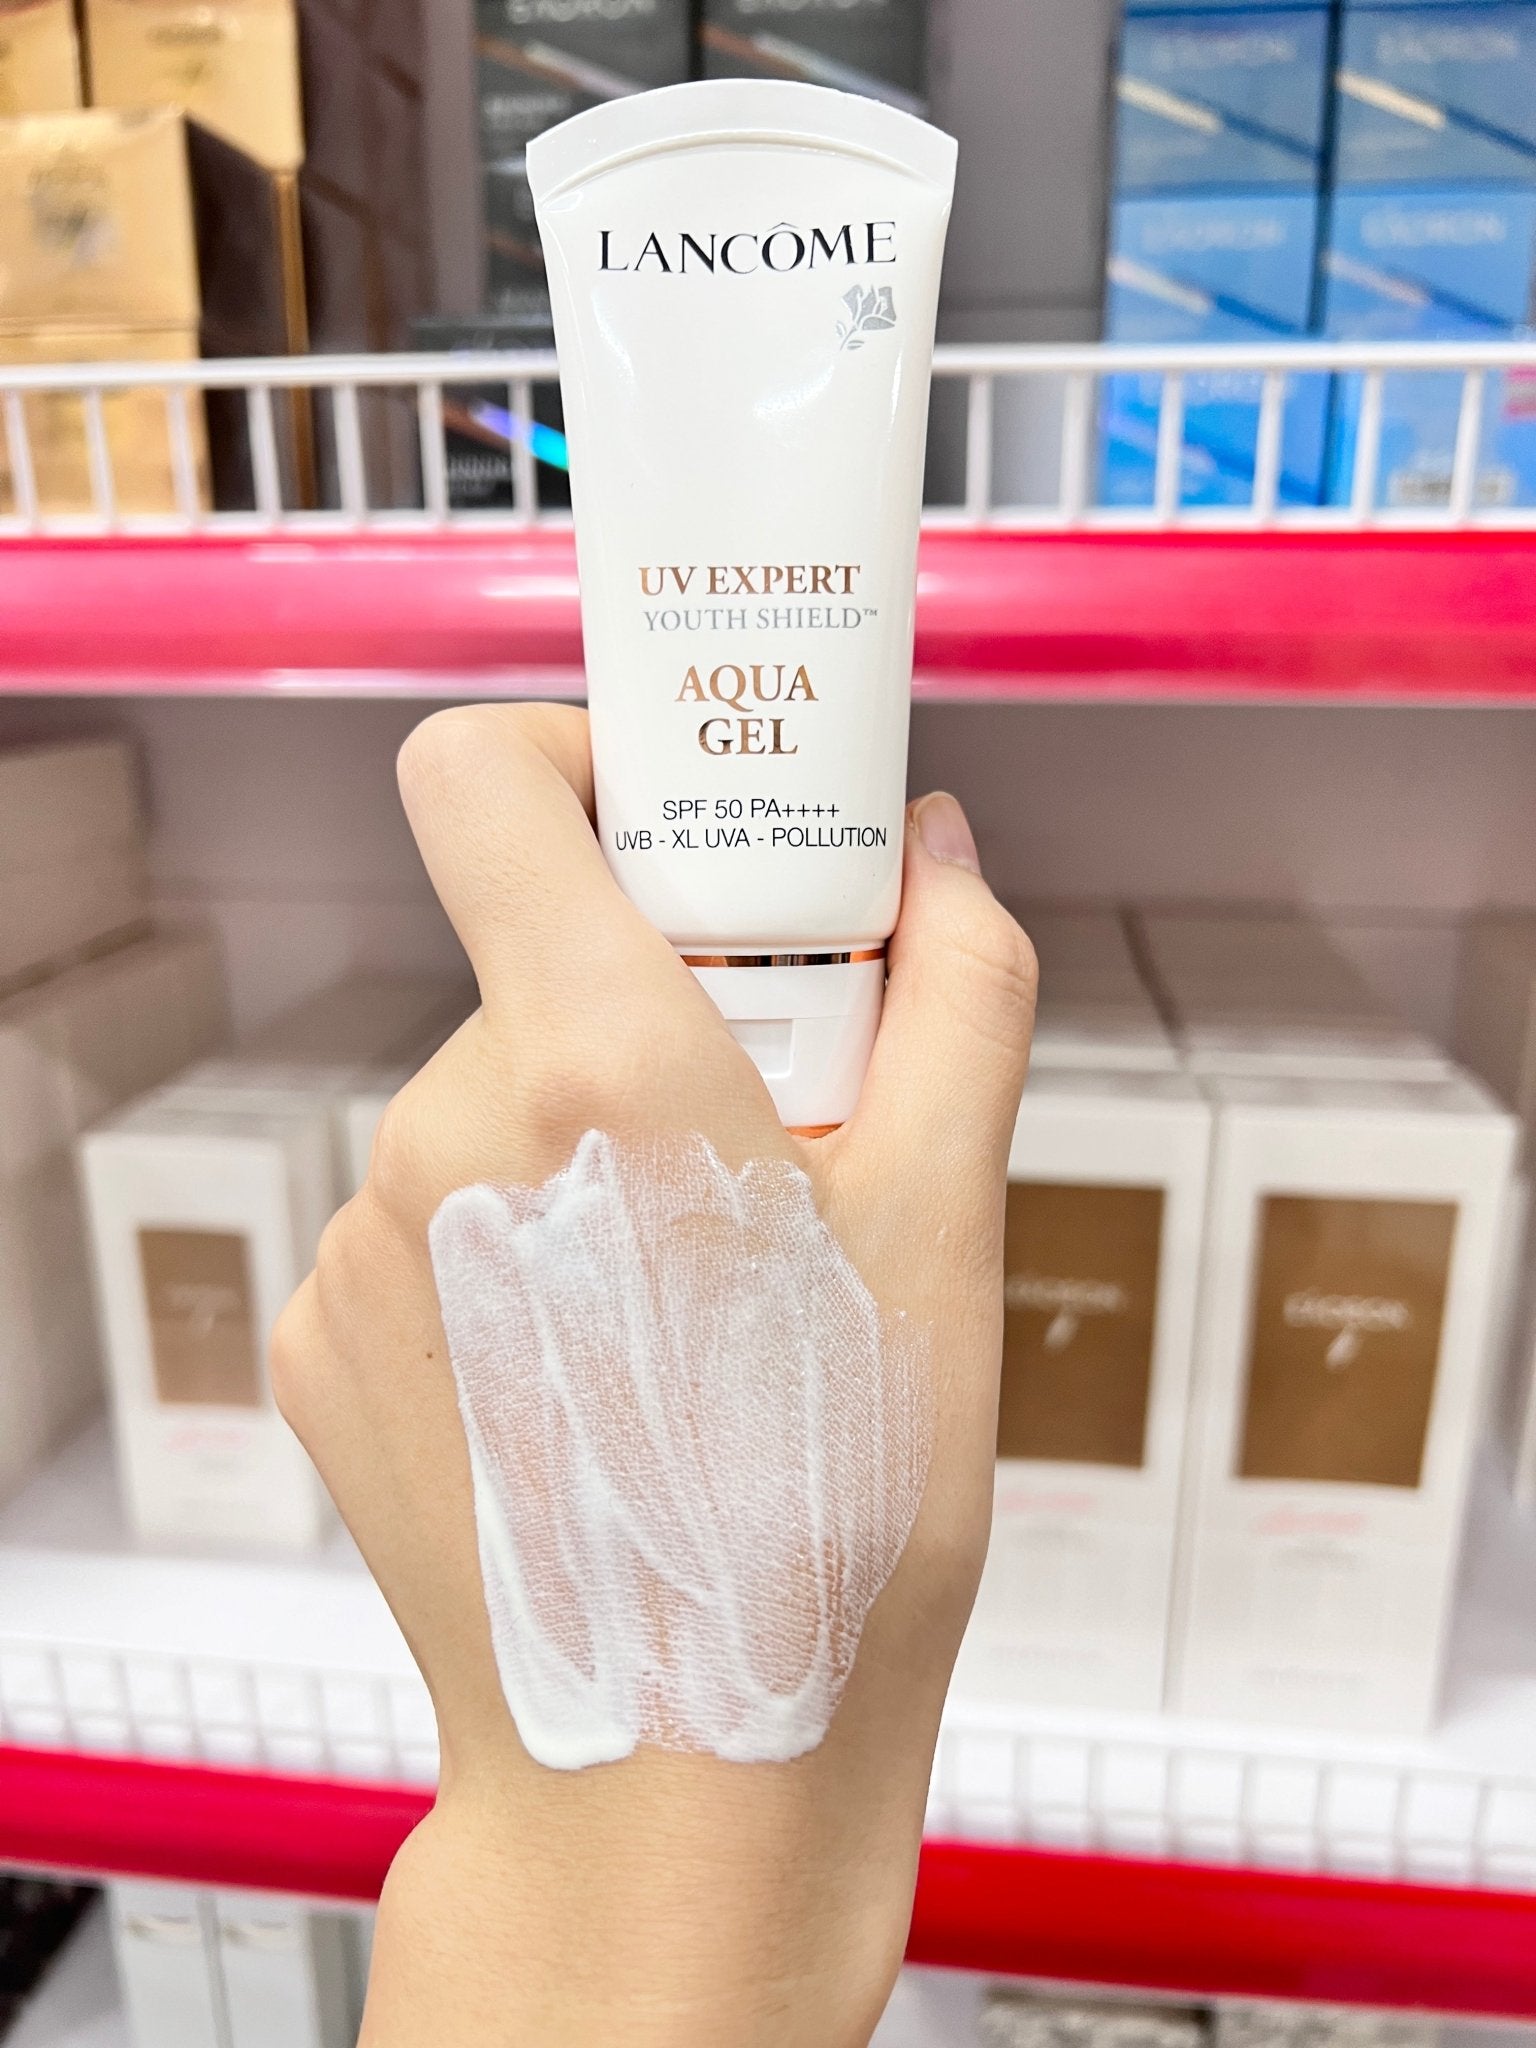 LANCÔME
UV EXPERT
YOUTH SHIELD™
AQUA
GEL
SPF 50 PA++++
UVB - XL UVA - POLLUTION